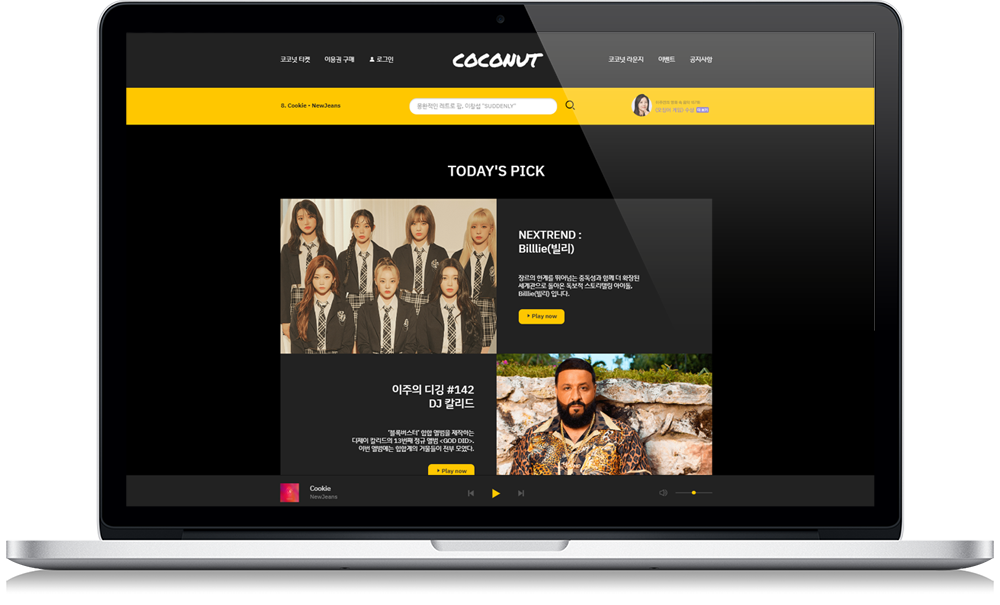 코코넛 티켓 이용권 구매 로그인 COCONUT 코코넛 라운지 이벤트 공지사항
8. Cookie - NewJeans 몽환적인 레트로 팝, 이창섭 "SUDDENLY"
TODAY'S PICK
NEXTREND :
Billlie(빌리)
장르의 한계를 뛰어넘는 중독성과 함께 더 확장된
세계관으로 돌아온 독보적 스토리텔링 아이돌,
Billlie(빌리) 입니다.
Play now
이주의 디깅 #142
DJ 칼리드
'블록버스터' 힙합 앨범을 제작하는
디제이 칼리드의 13번째 정규 앨범 <GOD DID>.
이번 앨범에는 힙합계의 거물들이 전부 모였다.
Play now
Cookie
NewJeans